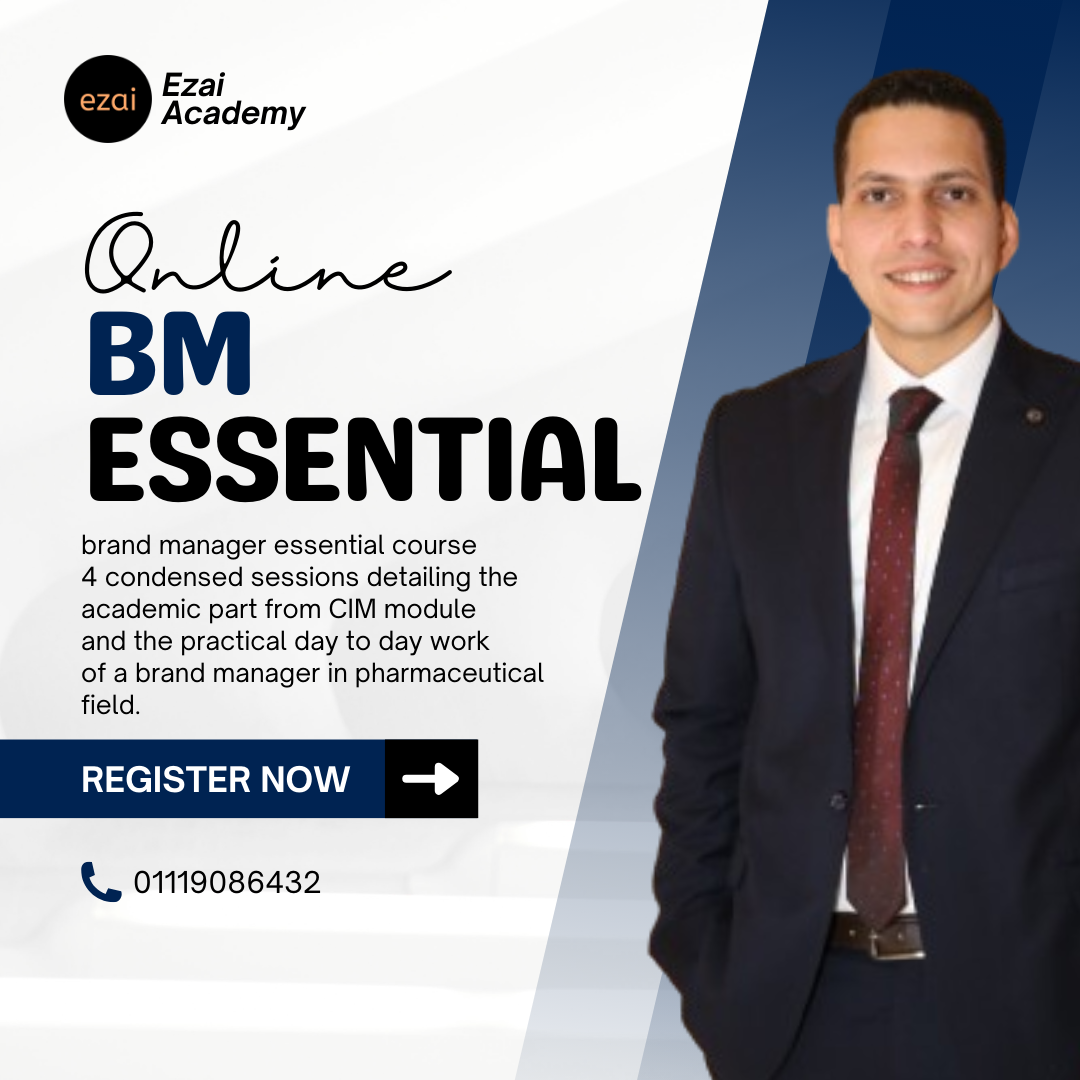 ezai
Ezai
Academy
Online
BM
ESSENTIAL
brand manager essential course
4 condensed sessions detailing the
academic part from CIM module
and the practical day to day work
of a brand manager in pharmaceutical
field.
REGISTER NOW
01119086432